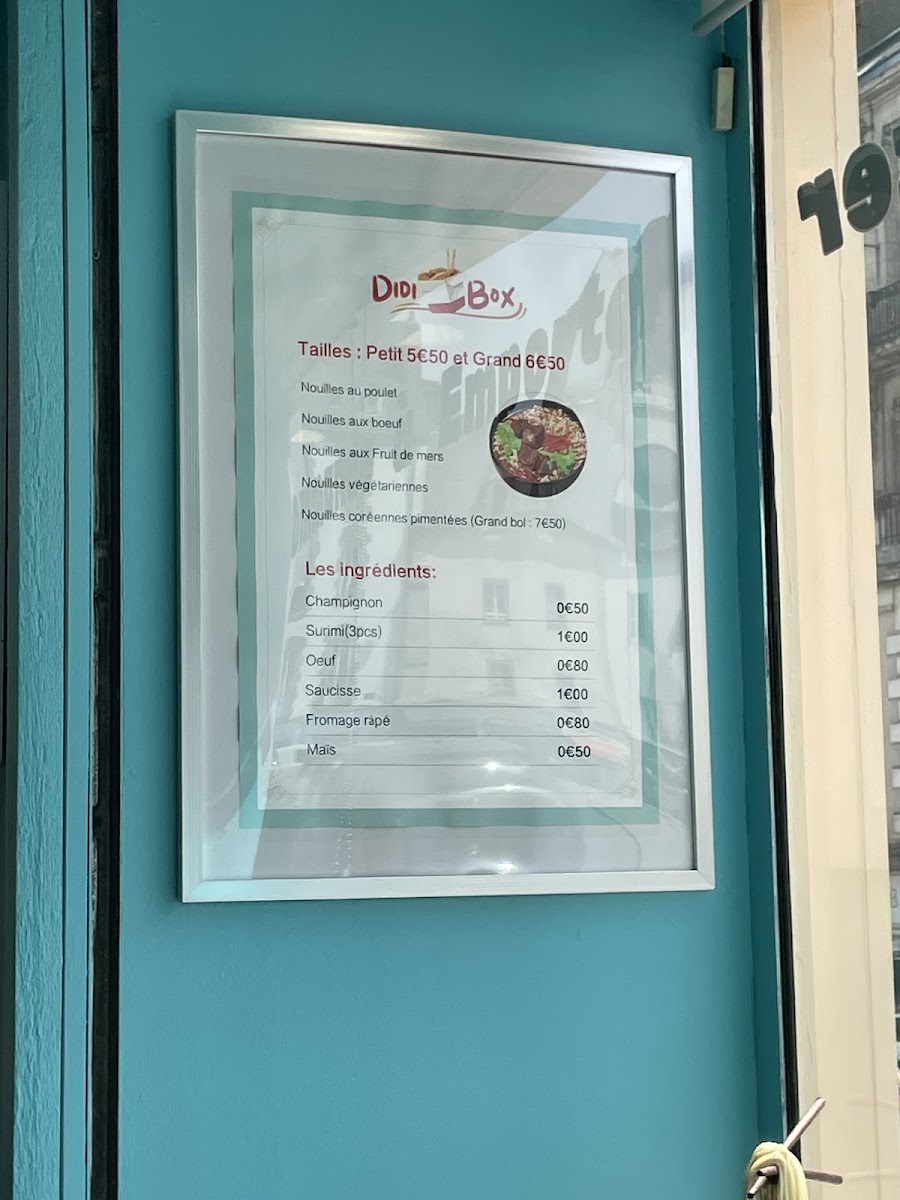 DIDI BOX
Tailles : Petit 5€50 et Grand 6€50
Nouilles au poulet
Nouilles aux boeuf
Nouilles aux Fruit de mers
Nouilles végétariennes
Nouilles coréennes pimentées (Grand bol : 7€50)
Les ingrédients:
Champignon 0€50
Surimi(3pcs) 1€00
Oeuf 0€80
Saucisse 1€00
Fromage râpé 0€80
Maïs 0€50
Emporte